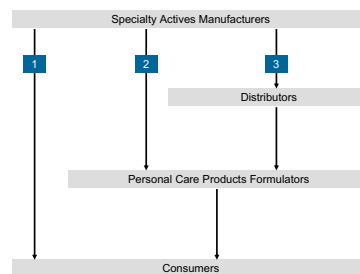 Specialty Actives Manufacturers
1
2
3
Distributors
Personal Care Products Formulators
Consumers